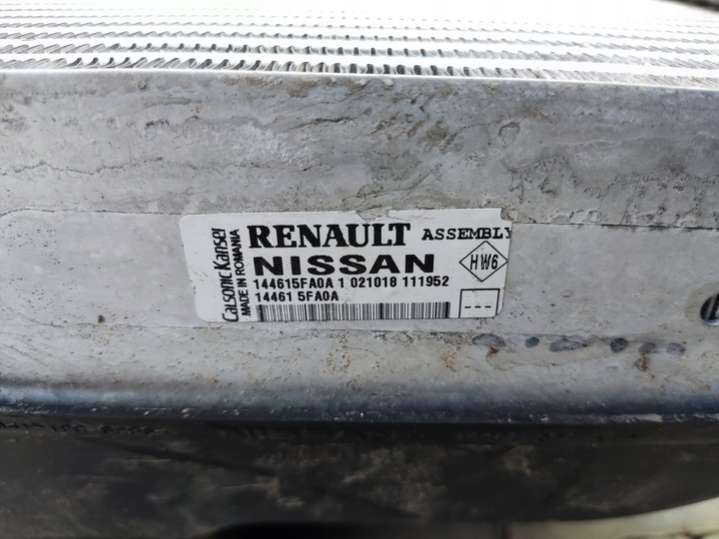 Calsonic Kansei
MADE IN ROMANIA
RENAULT ASSEMBLY
NISSAN
HW6
144615FA0A 1 021018 111952
14461 5FA0A
---